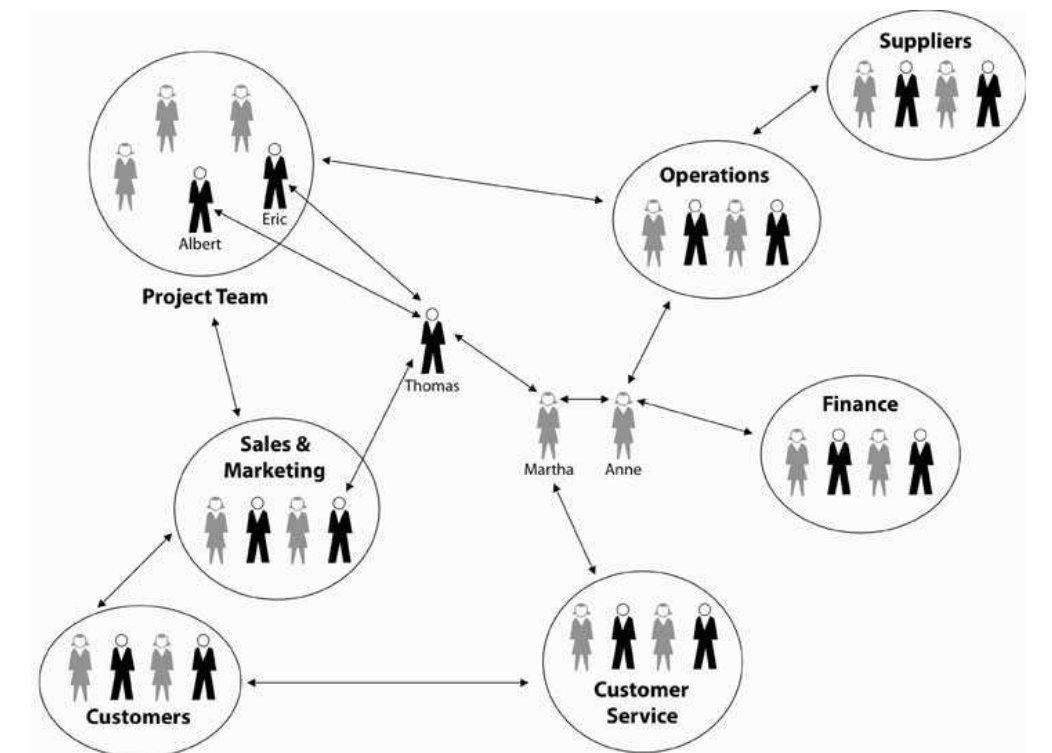 Suppliers
Operations
Eric
Albert
Project Team
Thomas
Finance
Sales &
Marketing
Martha
Anne
Customer
Service
Customers